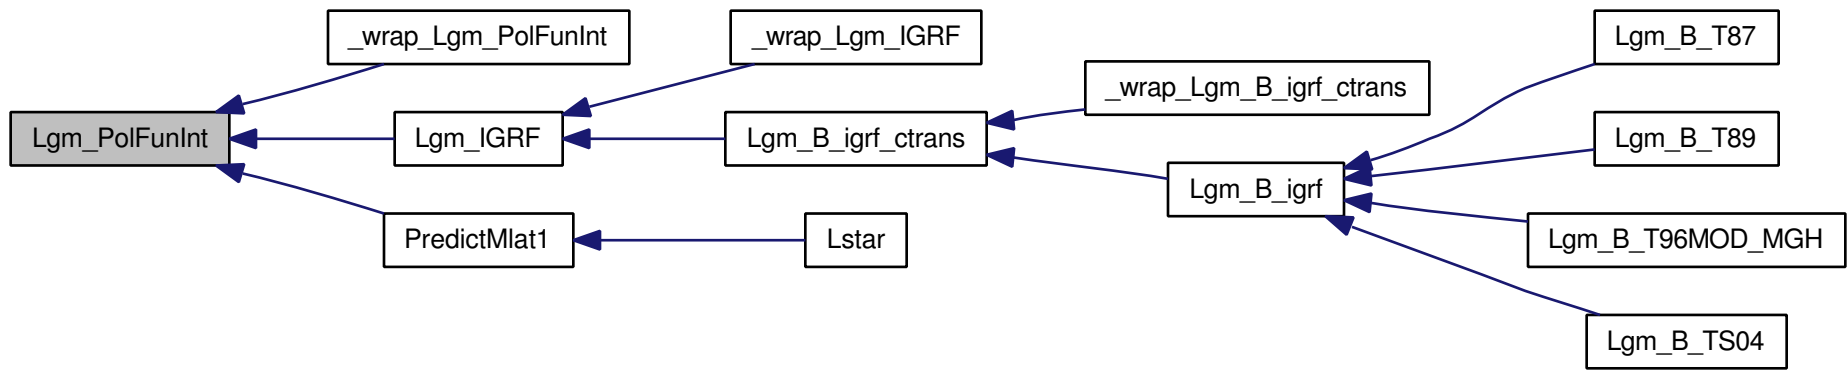 Lgm_PolFunInt
_wrap_Lgm_PolFunInt
Lgm_IGRF
PredictMlat1
_wrap_Lgm_IGRF
Lgm_B_igrf_ctrans
Lstar
_wrap_Lgm_B_igrf_ctrans
Lgm_B_igrf
Lgm_B_T87
Lgm_B_T89
Lgm_B_T96MOD_MGH
Lgm_B_TS04